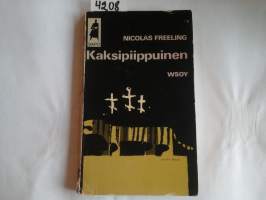 4208
NICOLAS FREELING
Kaksipiippuinen
WSOY